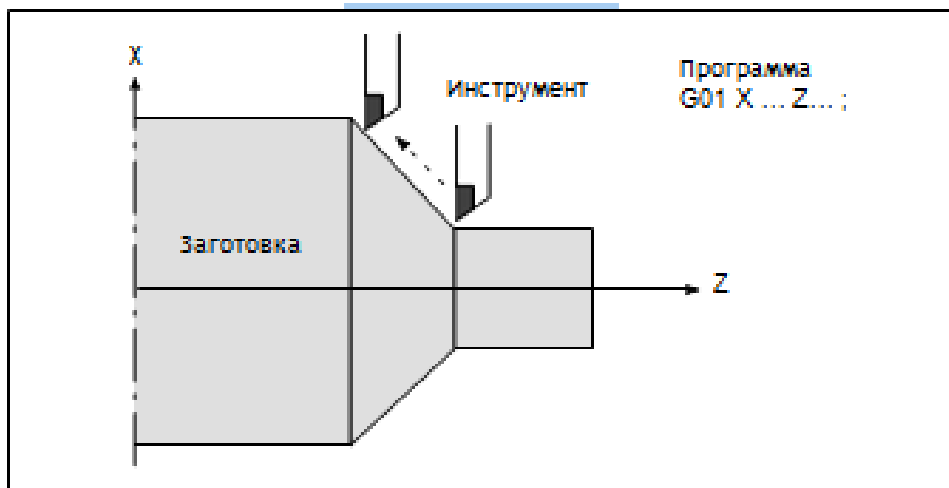 X
Инструмент
Программа
G01 X ... Z... ;
Заготовка
Z